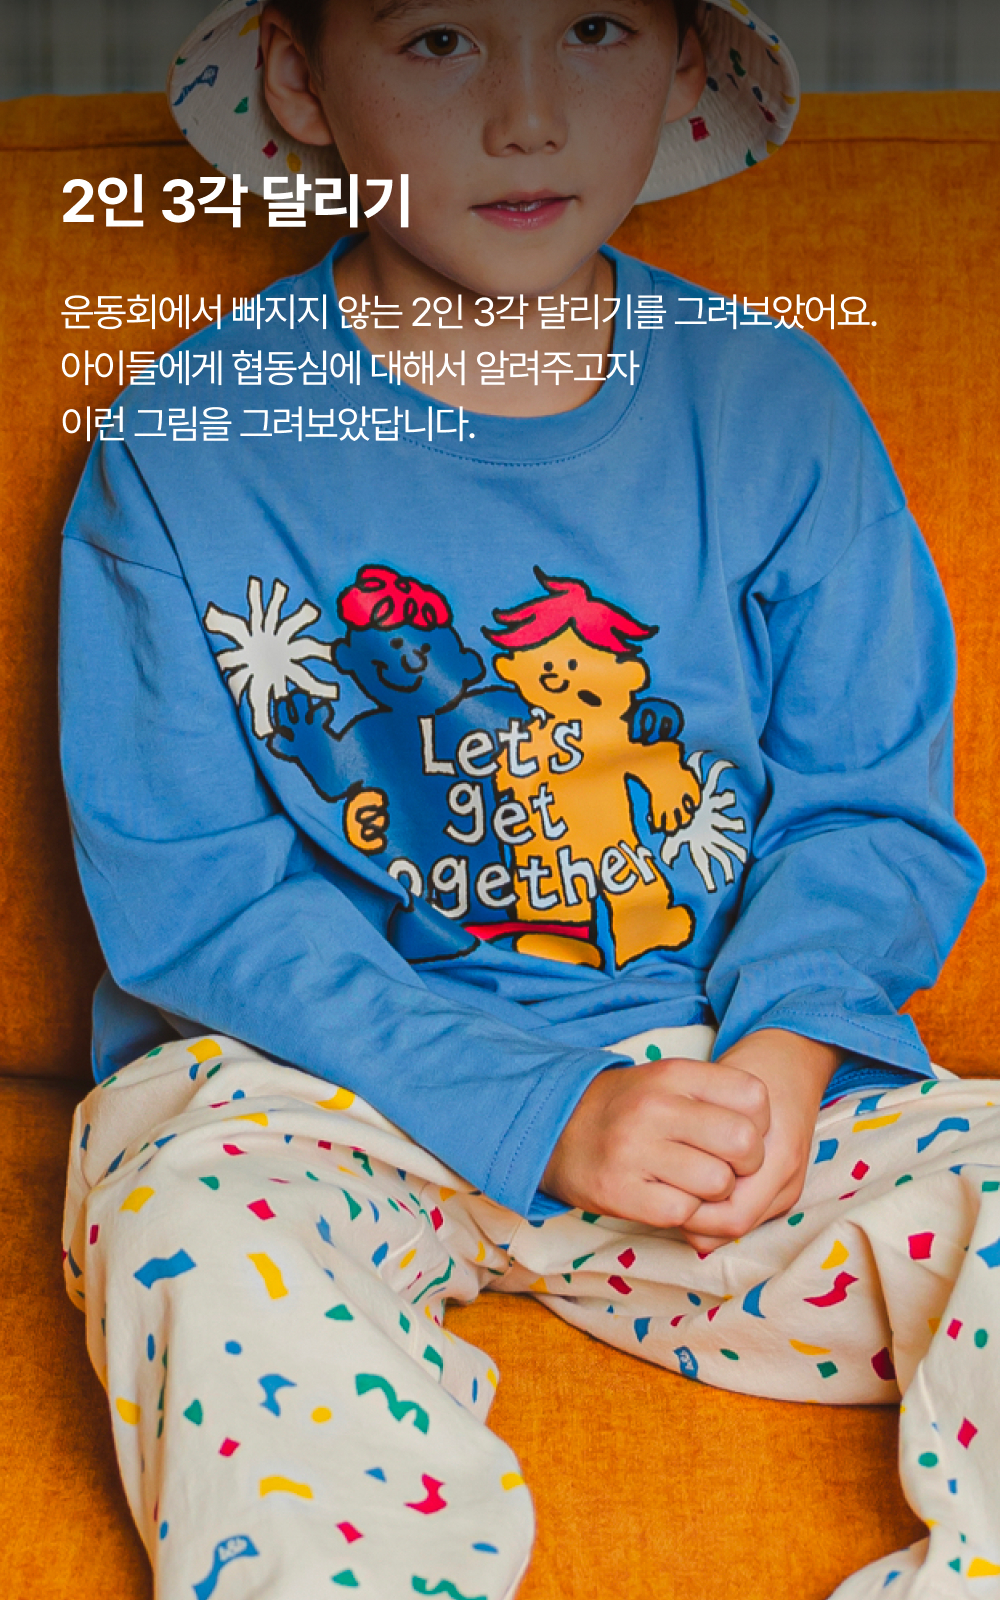 2인 3각 달리기
운동회에서 빠지지 않는 2인 3각 달리기를 그려보았어요.
아이들에게 협동심에 대해서 알려주고자
이런 그림을 그려보았답니다.
Let's
get
ogether